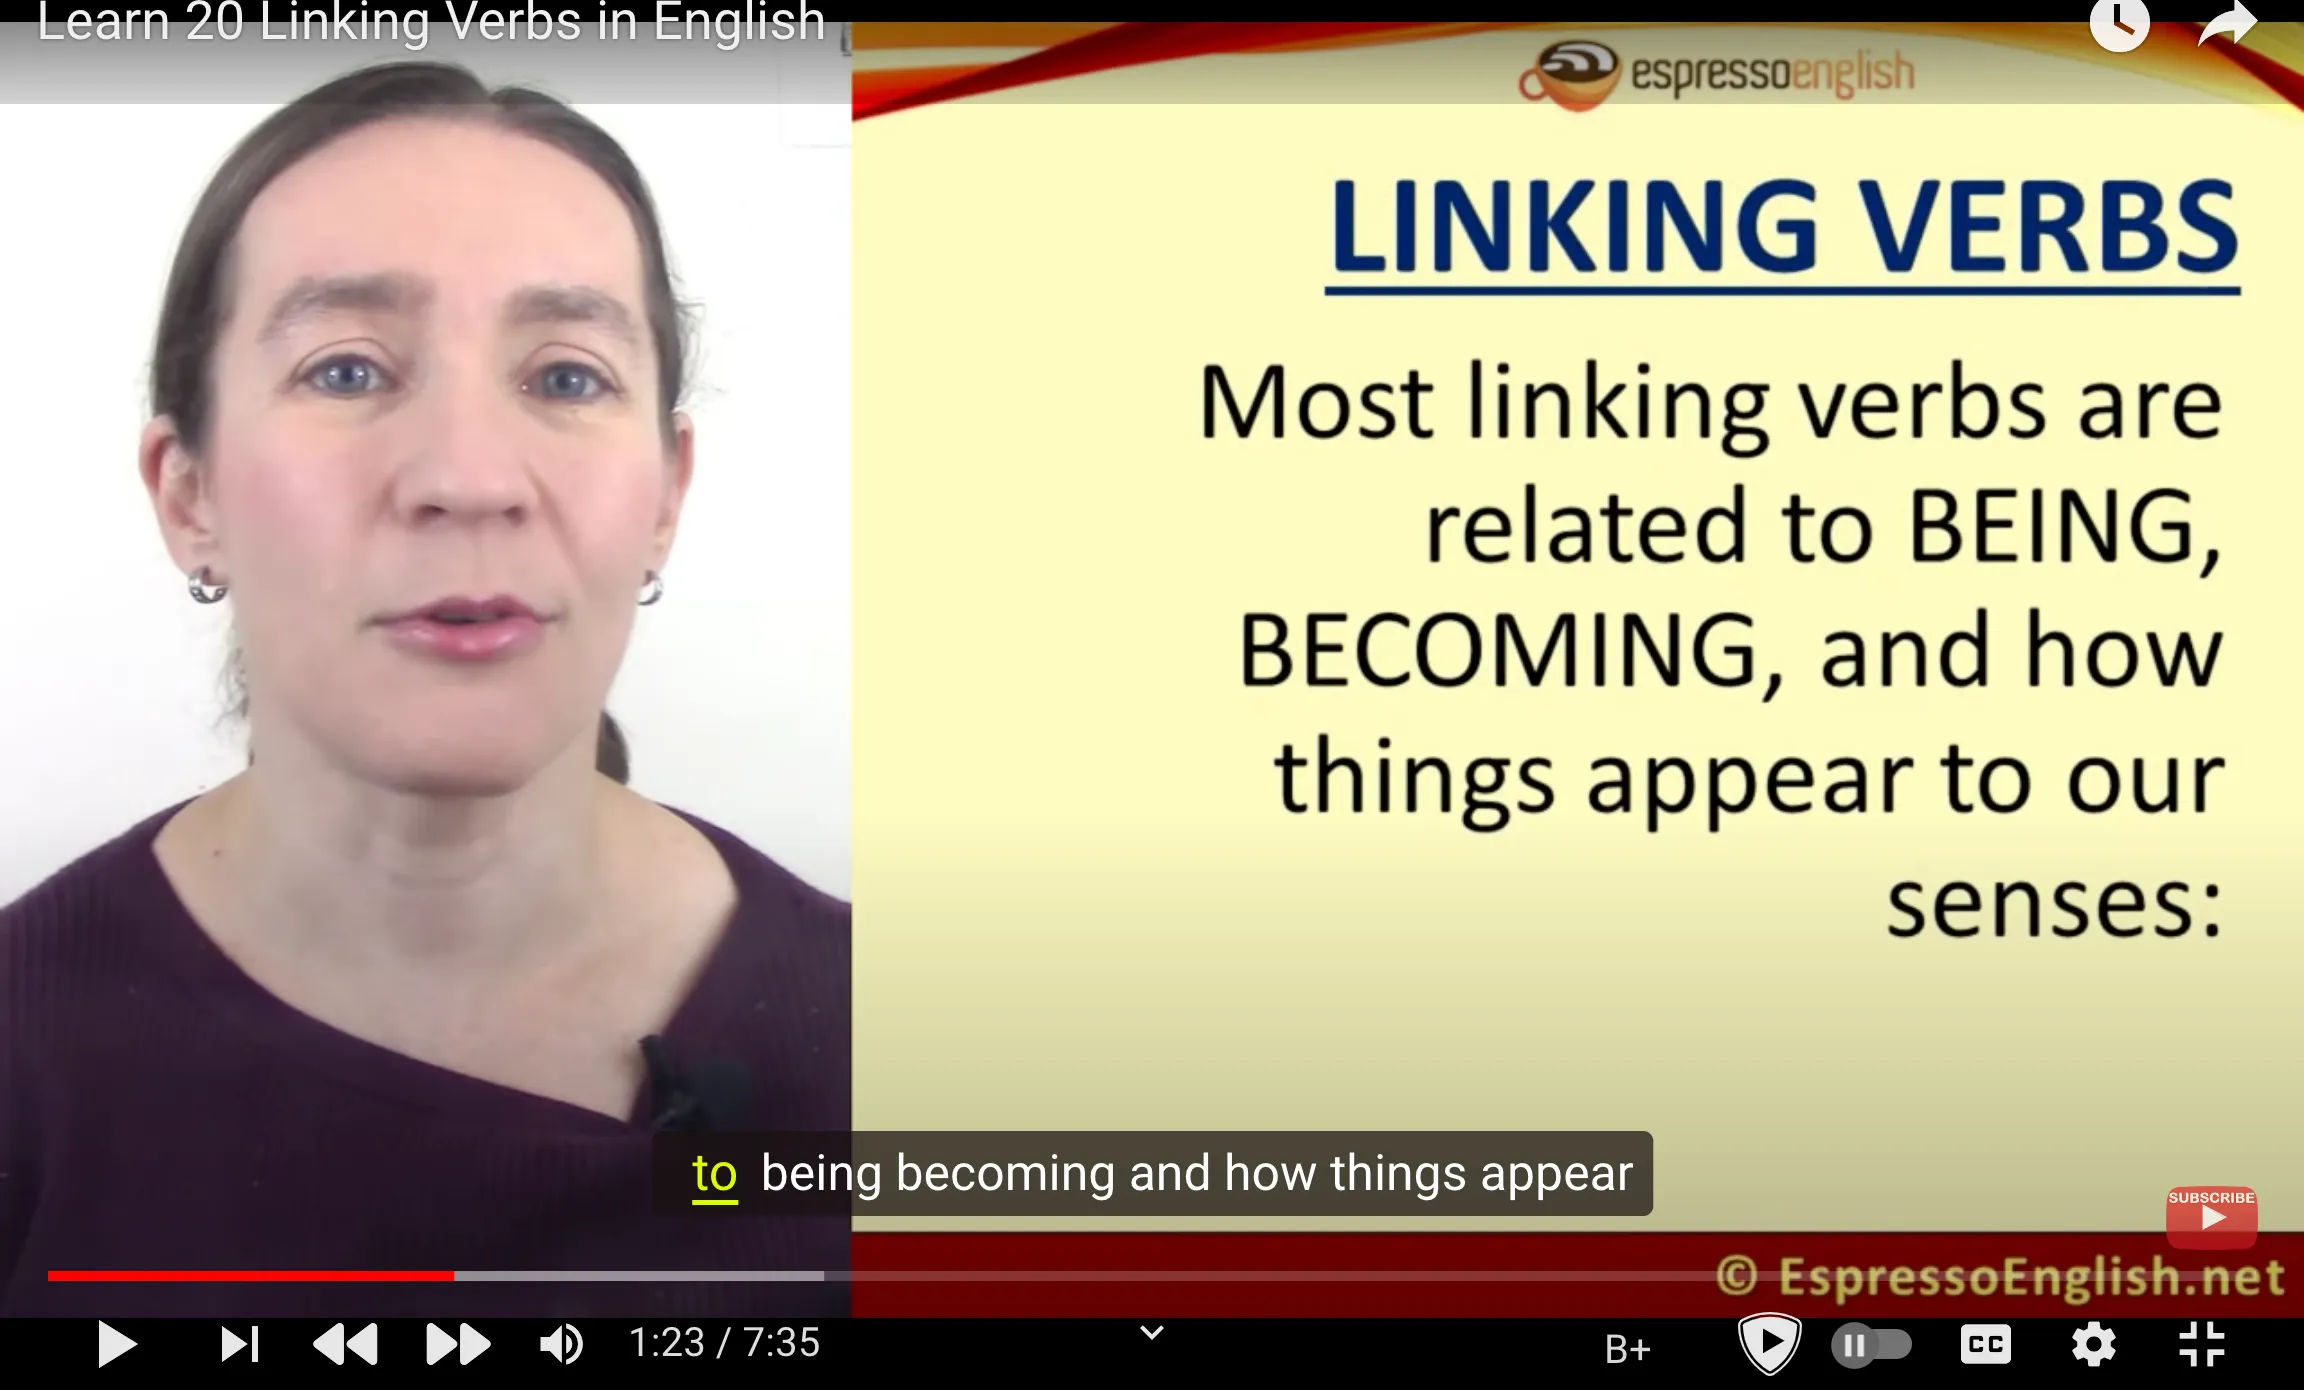 Learn 20 Linking Verbs in English
espressoenglish
LINKING VERBS
Most linking verbs are
related to BEING,
BECOMING, and how
things appear to our
senses:
to being becoming and how things appear
SUBSCRIBE
© EspressoEnglish.net
1:23 / 7:35
B+
CC